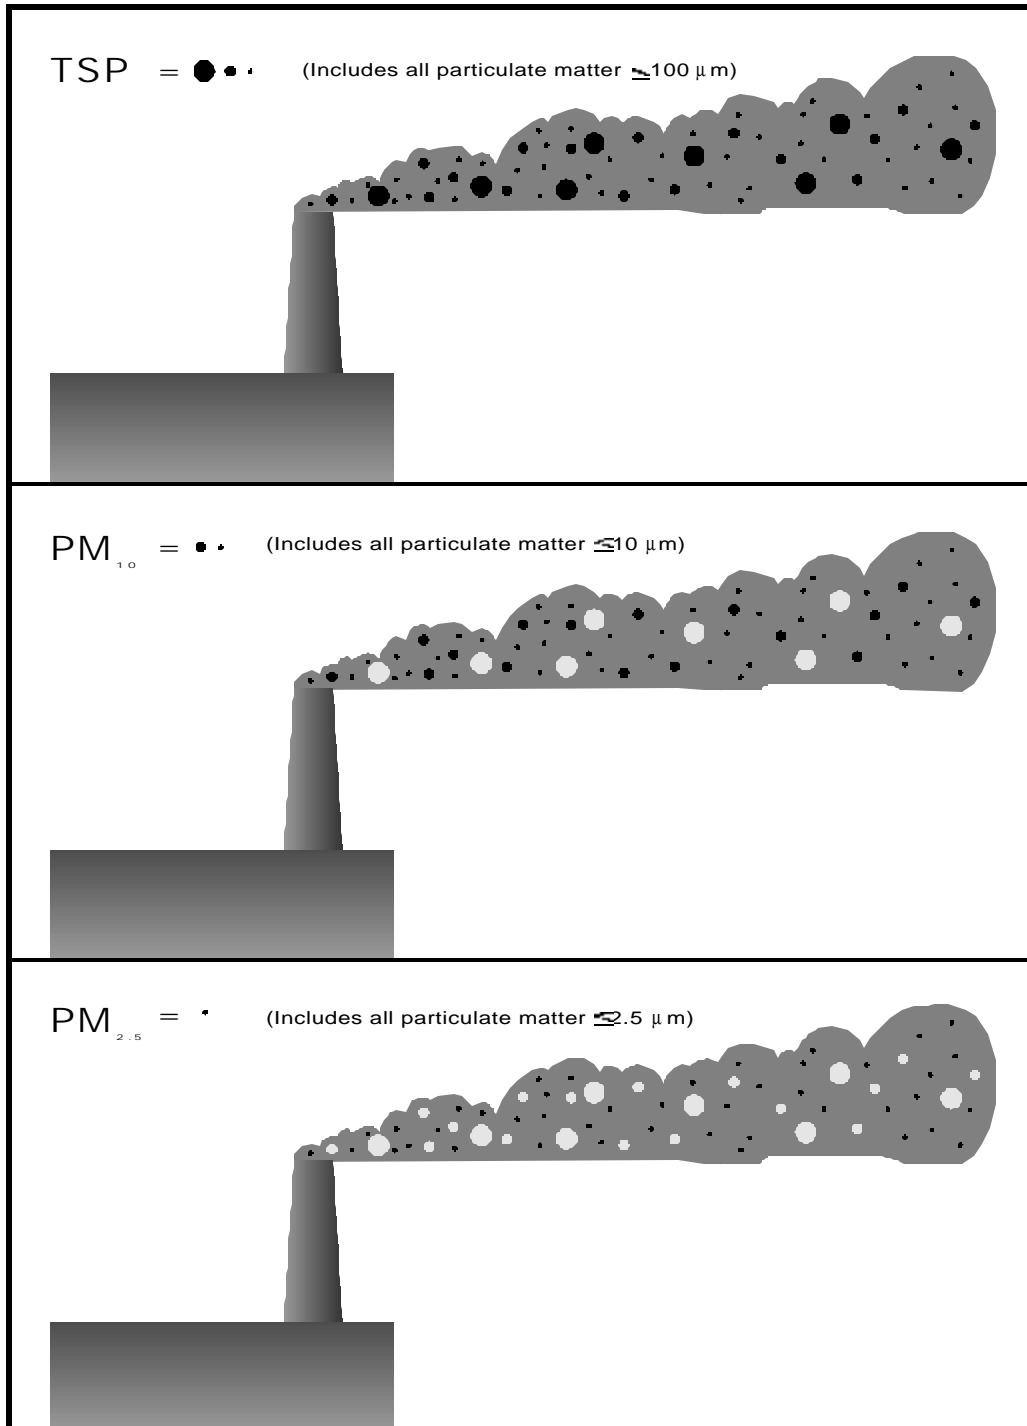 TSP = (Includes all particulate matter ≤100 μm)
PM10 = (Includes all particulate matter ≤10 μm)
PM2.5 = (Includes all particulate matter ≤2.5 μm)